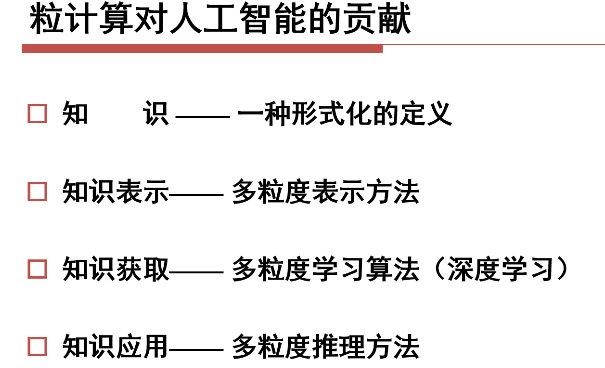 粒计算对人工智能的贡献
知 识 —— 一种形式化的定义
知识表示—— 多粒度表示方法
知识获取—— 多粒度学习算法（深度学习）
知识应用—— 多粒度推理方法